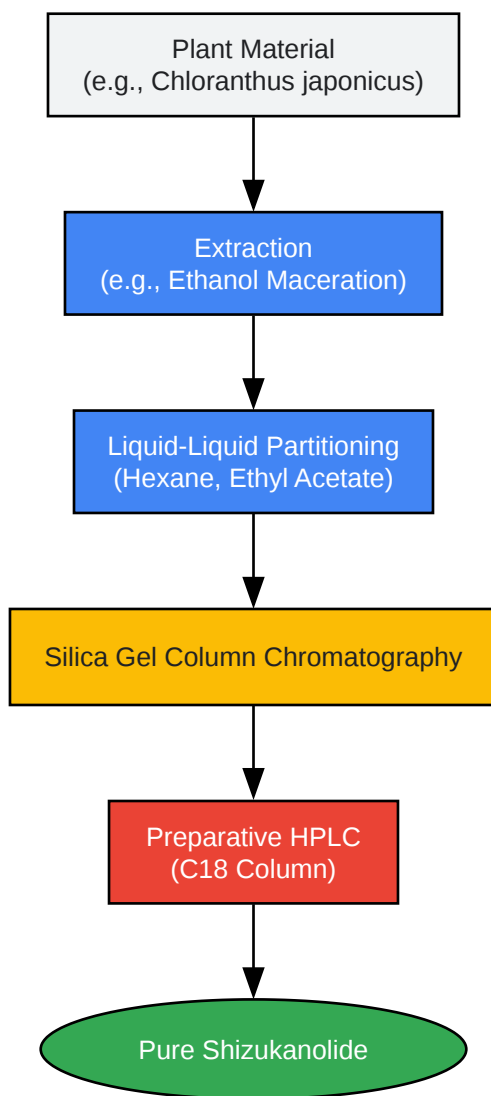 Plant Material
(e.g., Chloranthus japonicus)
Extraction
(e.g., Ethanol Maceration)
Liquid-Liquid Partitioning
(Hexane, Ethyl Acetate)
Silica Gel Column Chromatography
Preparative HPLC
(C18 Column)
Pure Shizukanolide